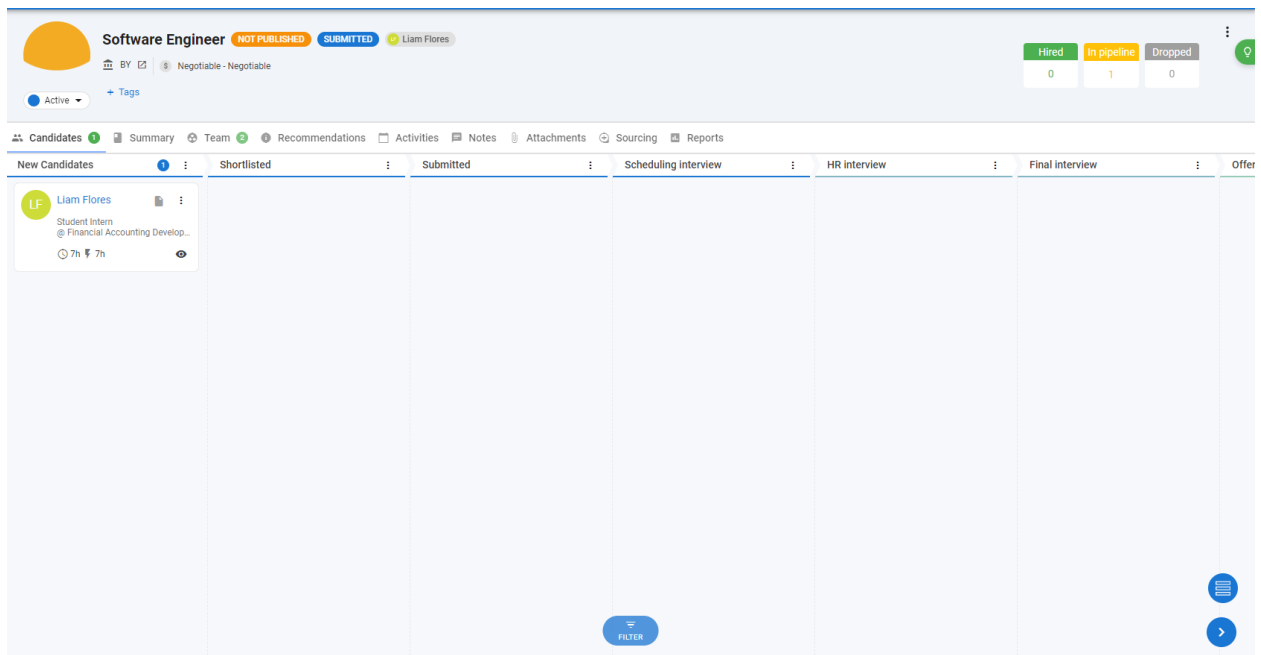 Software Engineer NOT PUBLISHED SUBMITTED LF Liam Flores
BY $ Negotiable - Negotiable
Active
+ Tags
Hired In pipeline Dropped
0 1 0
Candidates 1 Summary Team 2 Recommendations Activities Notes Attachments Sourcing Reports
New Candidates 1 Shortlisted Submitted Scheduling interview HR interview Final interview Offer
LF Liam Flores
Student Intern
@ Financial Accounting Develop...
7h 7h
FILTER